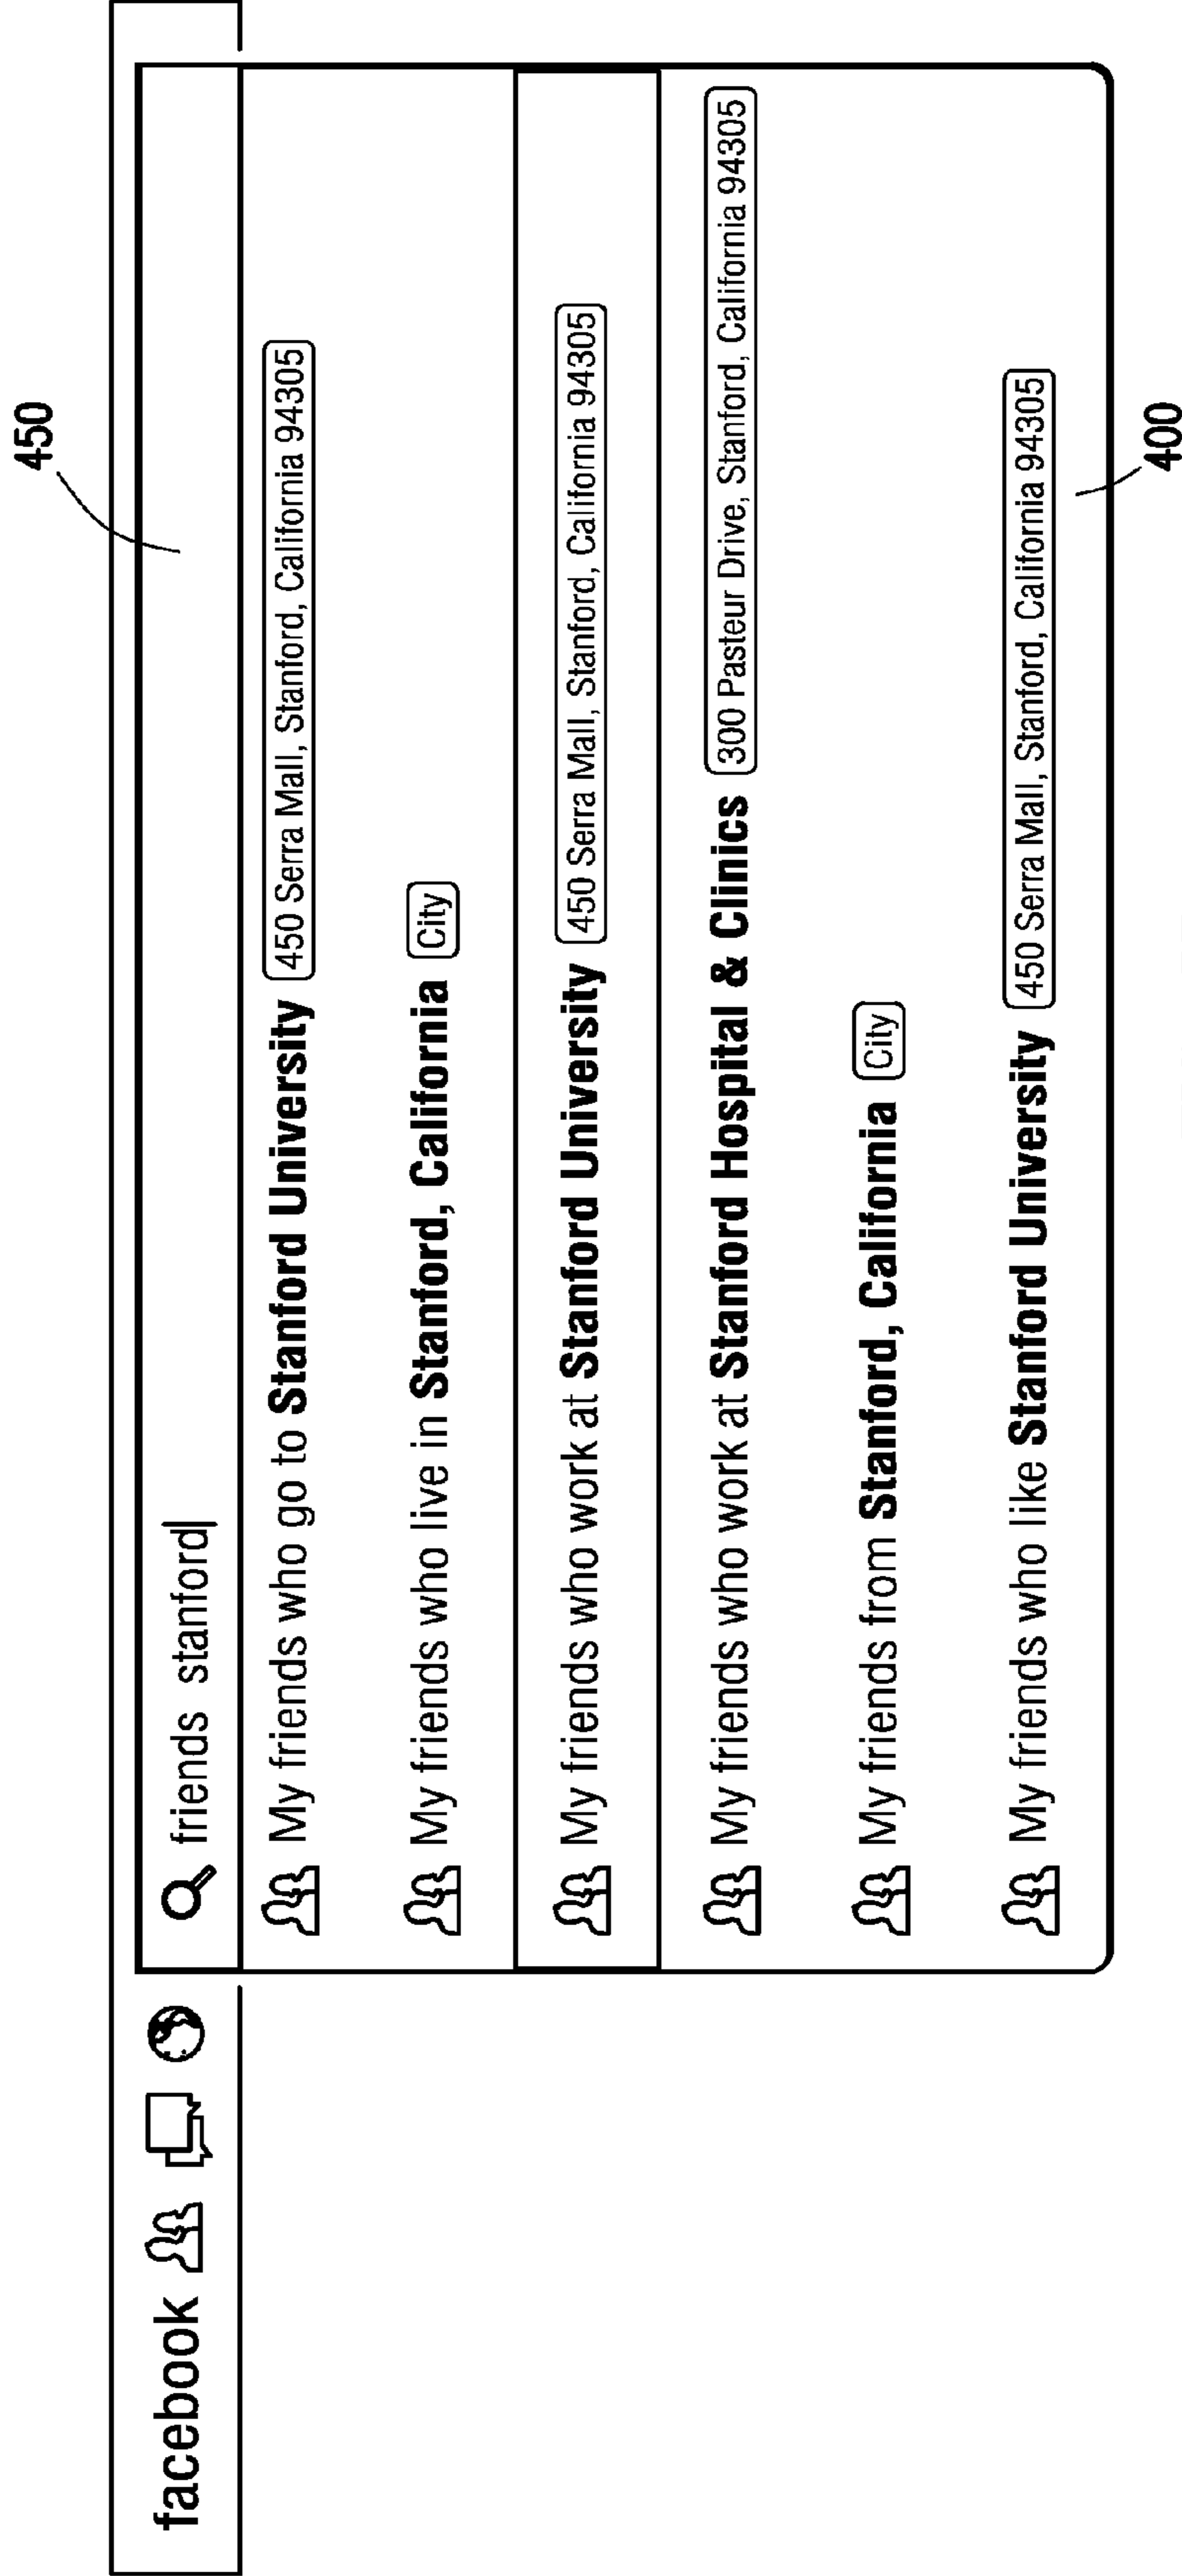 450
facebook
friends stanford
My friends who go to Stanford University 450 Serra Mall, Stanford, California 94305
My friends who live in Stanford, California City
My friends who work at Stanford University 450 Serra Mall, Stanford, California 94305
My friends who work at Stanford Hospital & Clinics 300 Pasteur Drive, Stanford, California 94305
My friends from Stanford, California City
My friends who like Stanford University 450 Serra Mall, Stanford, California 94305
400